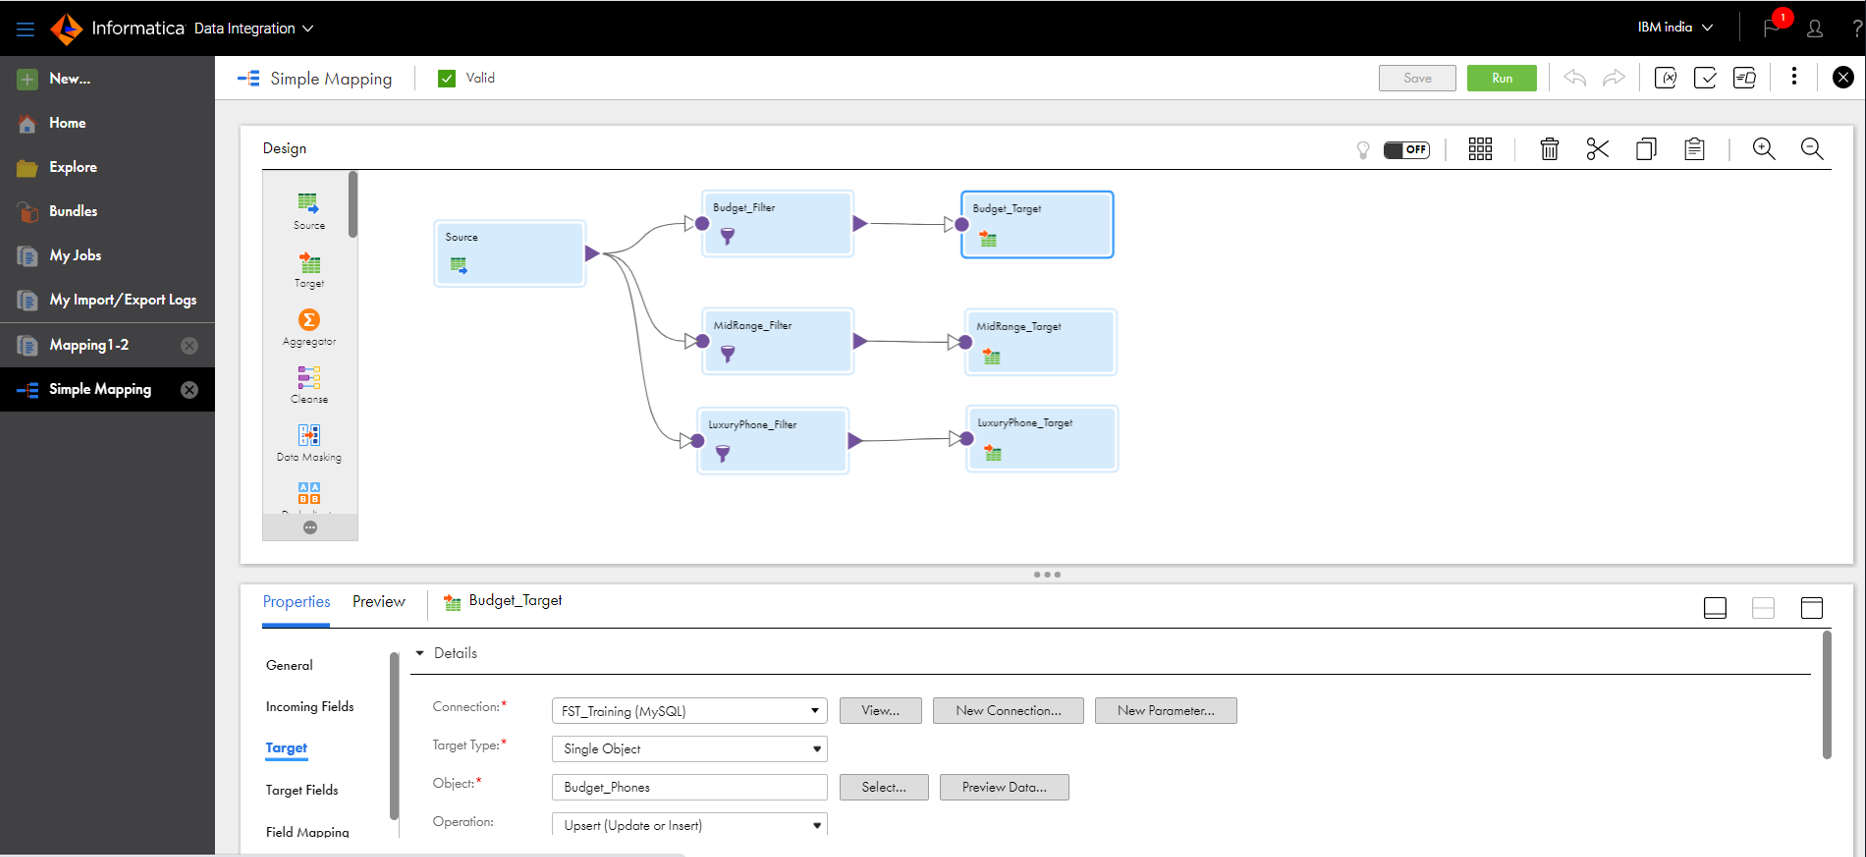 Informatica Data Integration
IBM india
1
?
New...
Home
Explore
Bundles
My Jobs
My Import/Export Logs
Mapping1-2
Simple Mapping
Simple Mapping
Valid
Save
Run
(x)
Design
OFF
Source
Target
Σ
Aggregator
Cleanse
Data Masking
A A
B B
Source
Budget_Filter
Budget_Target
MidRange_Filter
MidRange_Target
LuxuryPhone_Filter
LuxuryPhone_Target
Properties
Preview
Budget_Target
General
Incoming Fields
Target
Target Fields
Field Mapping
Details
Connection:*
FST_Training (MySQL)
View...
New Connection...
New Parameter...
Target Type:*
Single Object
Object:*
Budget_Phones
Select...
Preview Data...
Operation:
Upsert (Update or Insert)